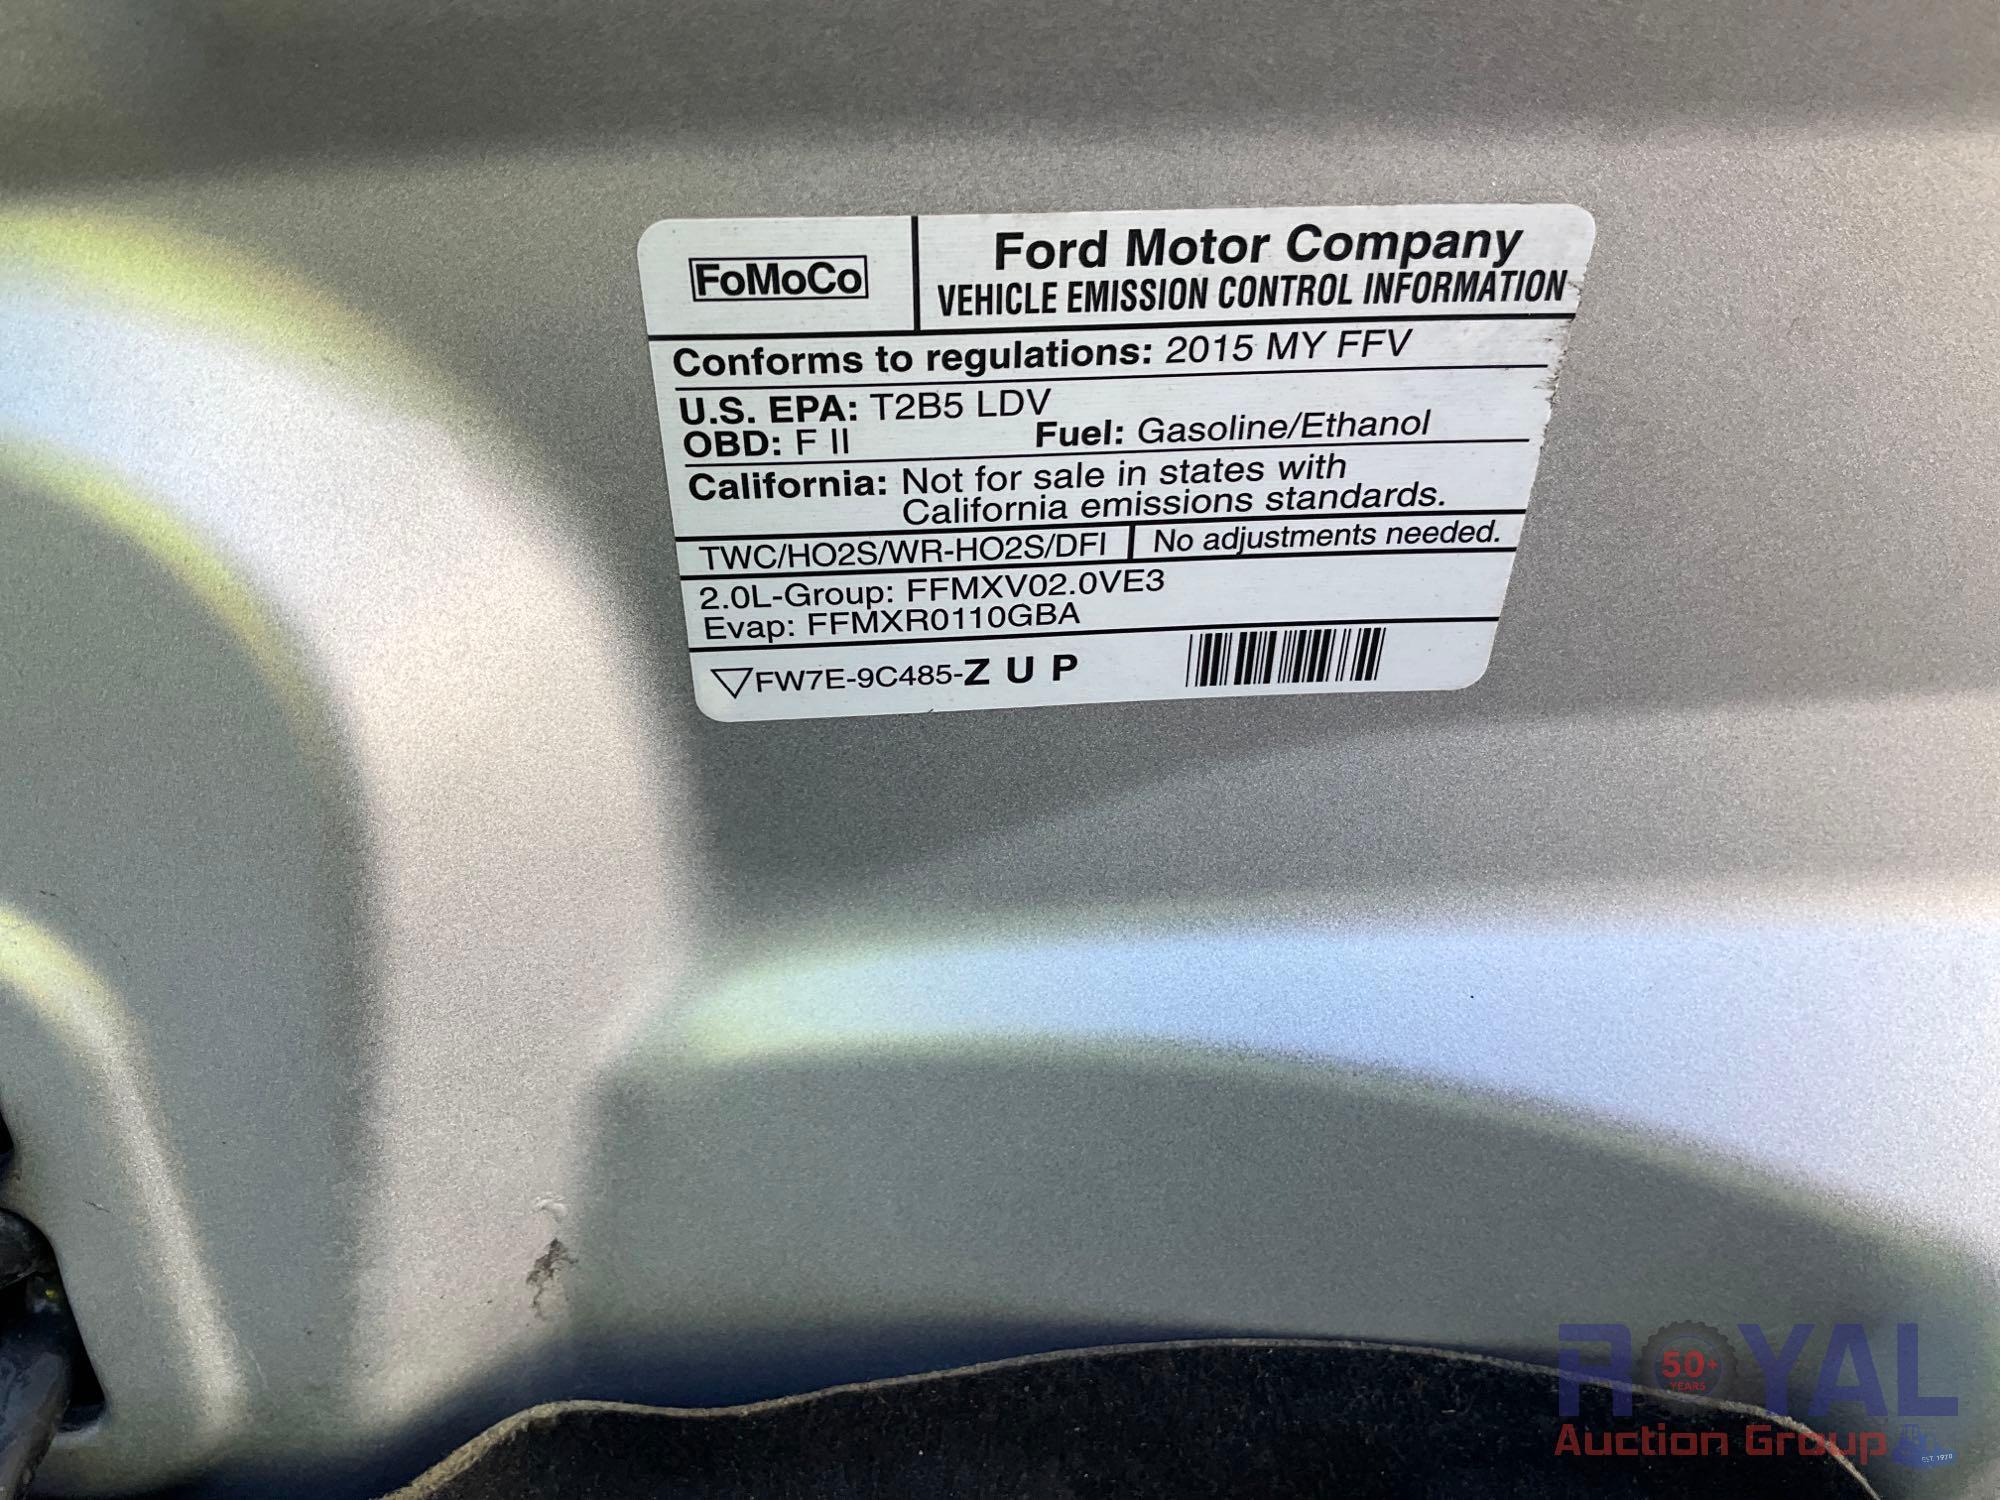 FoMoCo
Ford Motor Company
VEHICLE EMISSION CONTROL INFORMATION
Conforms to regulations: 2015 MY FFV
U.S. EPA: T2B5 LDV
OBD: F II Fuel: Gasoline/Ethanol
California: Not for sale in states with
California emissions standards.
TWC/HO2S/WR-HO2S/DFI No adjustments needed.
2.0L-Group: FFMXV02.0VE3
Evap: FFMXR0110GBA
FW7E-9C485-Z U P
ROYAL
50+
YEARS
Auction Group
EST. 1970